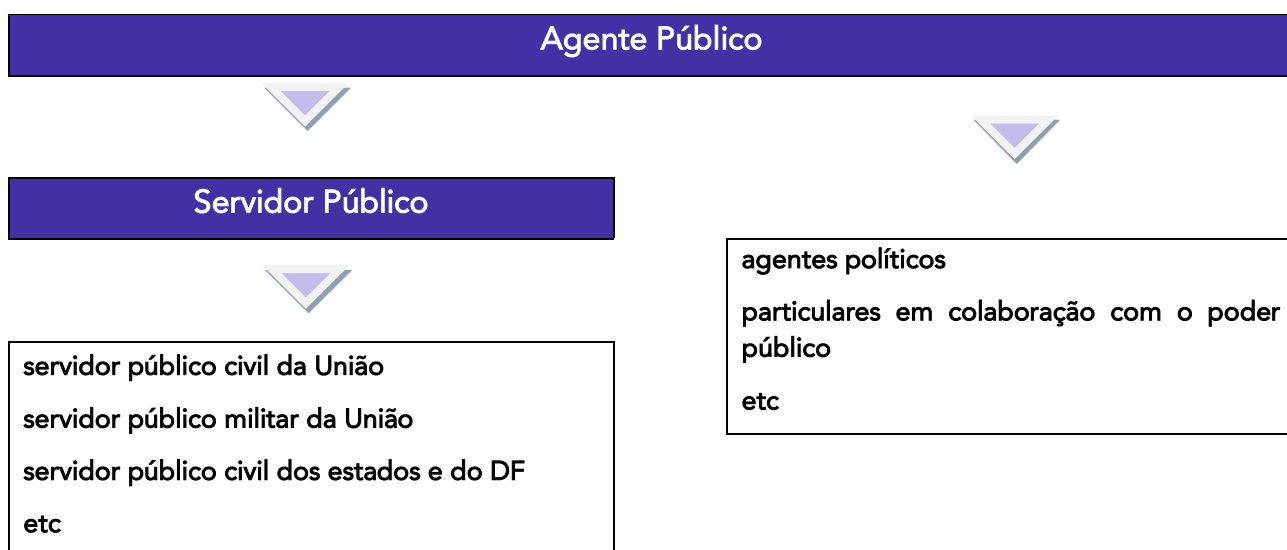 Agente Público
Servidor Público
servidor público civil da União
servidor público militar da União
servidor público civil dos estados e do DF
etc
agentes políticos
particulares em colaboração com o poder
público
etc